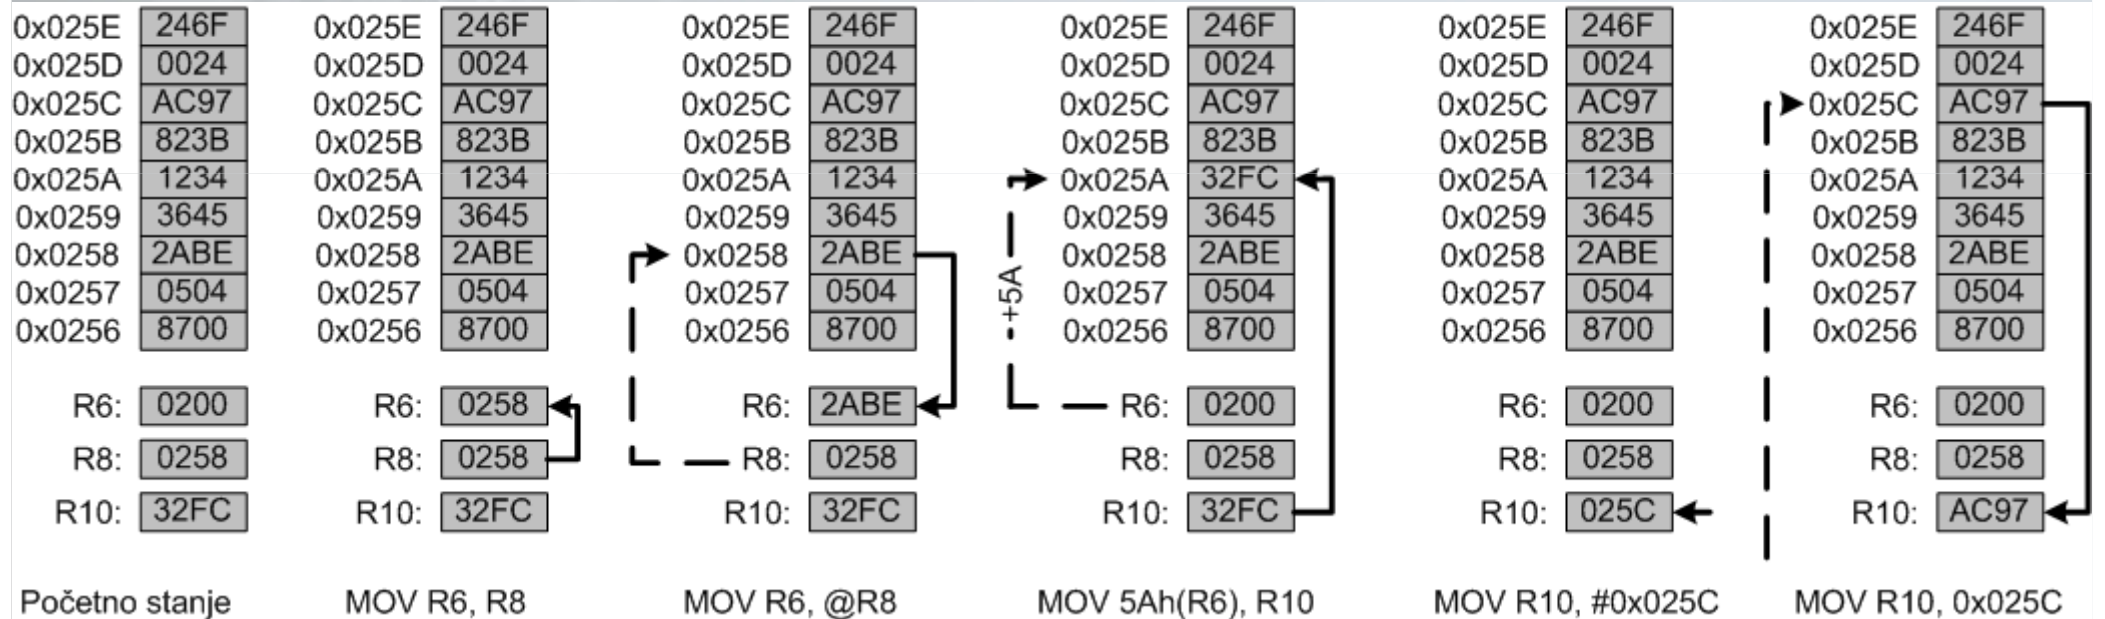 0x025E 246F 0x025E 246F 0x025E 246F 0x025E 246F 0x025E 246F 0x025E 246F
0x025D 0024 0x025D 0024 0x025D 0024 0x025D 0024 0x025D 0024 0x025D 0024
0x025C AC97 0x025C AC97 0x025C AC97 0x025C AC97 0x025C AC97 0x025C AC97
0x025B 823B 0x025B 823B 0x025B 823B 0x025B 823B 0x025B 823B 0x025B 823B
0x025A 1234 0x025A 1234 0x025A 1234 0x025A 32FC 0x025A 1234 0x025A 1234
0x0259 3645 0x0259 3645 0x0259 3645 0x0259 3645 0x0259 3645 0x0259 3645
0x0258 2ABE 0x0258 2ABE 0x0258 2ABE 0x0258 2ABE 0x0258 2ABE 0x0258 2ABE
+5A
0x0257 0504 0x0257 0504 0x0257 0504 0x0257 0504 0x0257 0504 0x0257 0504
0x0256 8700 0x0256 8700 0x0256 8700 0x0256 8700 0x0256 8700 0x0256 8700
R6: 0200 R6: 0258 R6: 2ABE R6: 0200 R6: 0200 R6: 0200
R8: 0258 R8: 0258 R8: 0258 R8: 0258 R8: 0258 R8: 0258
R10: 32FC R10: 32FC R10: 32FC R10: 32FC R10: 025C R10: AC97
Početno stanje MOV R6, R8 MOV R6, @R8 MOV 5Ah(R6), R10 MOV R10, #0x025C MOV R10, 0x025C